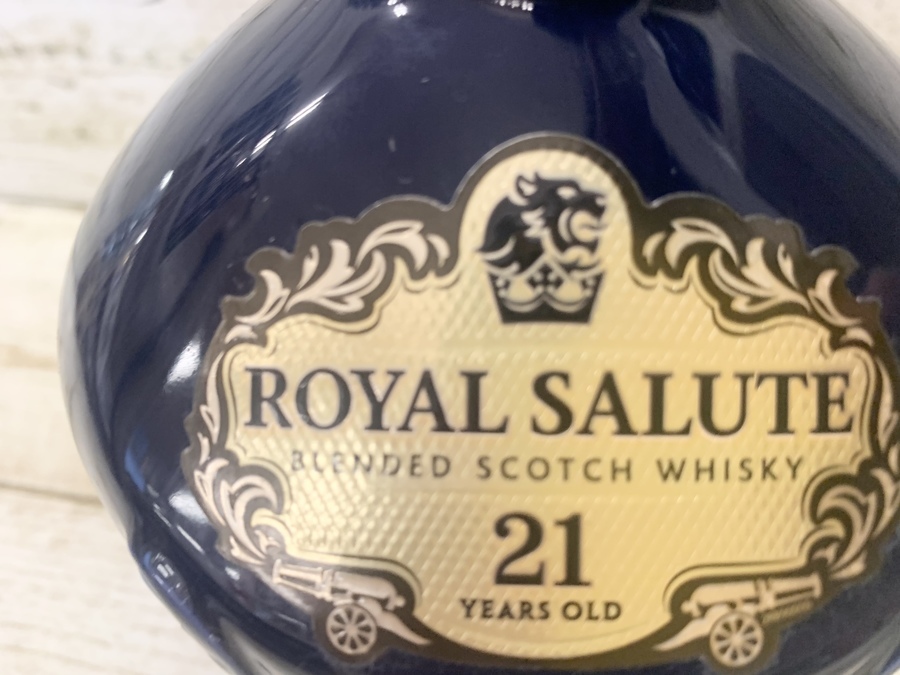 ROYAL SALUTE
BLENDED SCOTCH WHISKY
21
YEARS OLD